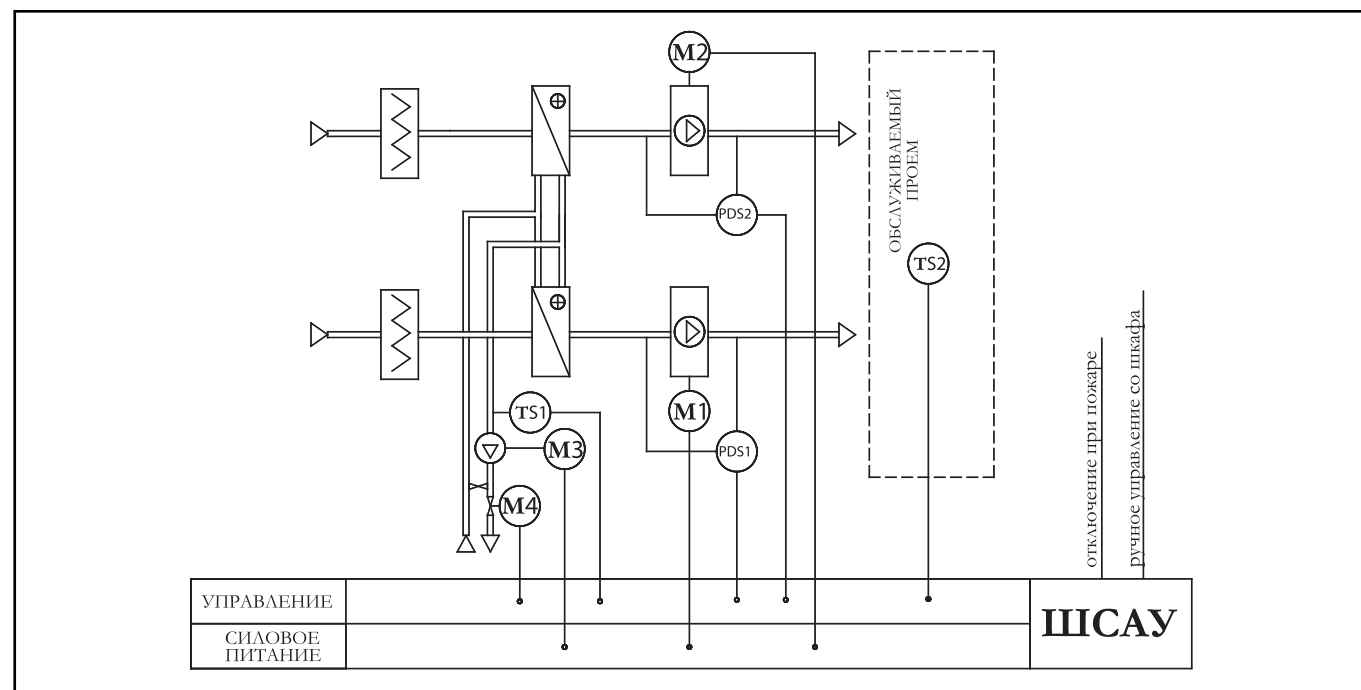 M2
ОБСЛУЖИВАЕМЫЙ
ПРОЕМ
PDS2
TS2
TS1
M1
M3
PDS1
M4
отключение при пожаре
ручное управление со шкафа
УПРАВЛЕНИЕ
СИЛОВОЕ
ПИТАНИЕ
ШСАУ